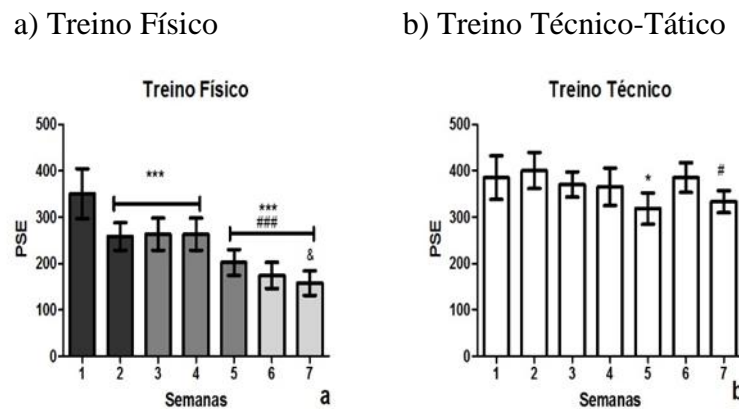 a) Treino Físico
b) Treino Técnico-Tático
Treino Físico
500
400
300
200
100
0
PSE
***
***
###
&
1 2 3 4 5 6 7
Semanas
a
Treino Técnico
500
400
300
200
100
0
PSE
*
#
1 2 3 4 5 6 7
Semanas
b